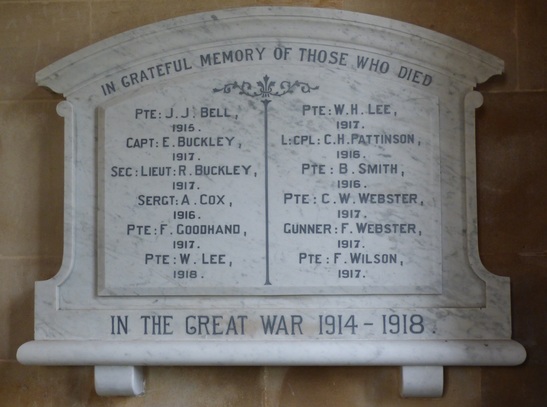 IN GRATEFUL MEMORY OF THOSE WHO DIED
PTE: J. J. BELL,
1915.
CAPT: E. BUCKLEY,
1917.
SEC: LIEUT: R. BUCKLEY,
1917.
SERGT: A. COX,
1916.
PTE: F. GOODHAND,
1917.
PTE: W. LEE,
1918.
PTE: W. H. LEE,
1917.
L: CPL: C. H. PATTINSON,
1916.
PTE: B. SMITH,
1916.
PTE: C. W. WEBSTER,
1917.
GUNNER: F. WEBSTER,
1917.
PTE: F. WILSON,
1917.
IN THE GREAT WAR 1914 - 1918.